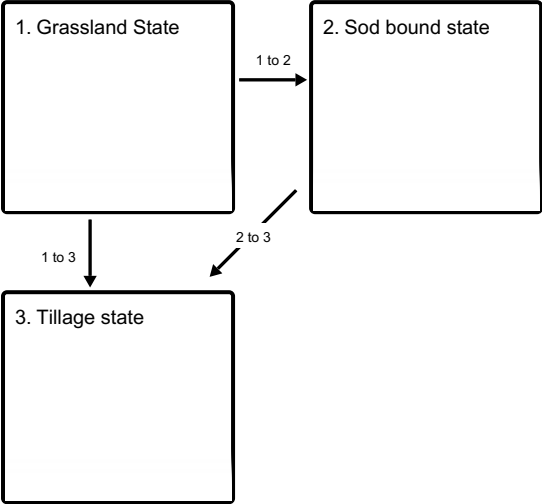 1. Grassland State
2. Sod bound state
1 to 2
2 to 3
1 to 3
3. Tillage state